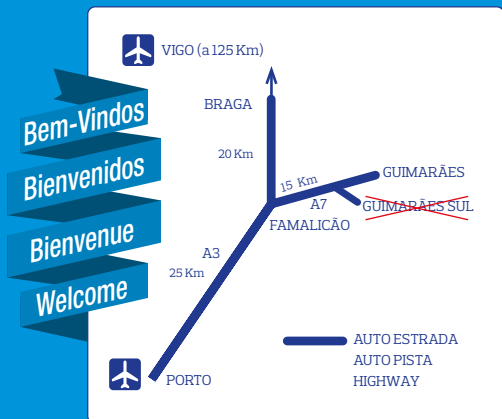 VIGO (a 125 Km)
Bem-Vindos
Bienvenidos
Bienvenue
Welcome
BRAGA
20 Km
15 Km
A7
GUIMARÃES
GUIMARÃES SUL
FAMALICÃO
A3
25 Km
PORTO
AUTO ESTRADA
AUTO PISTA
HIGHWAY